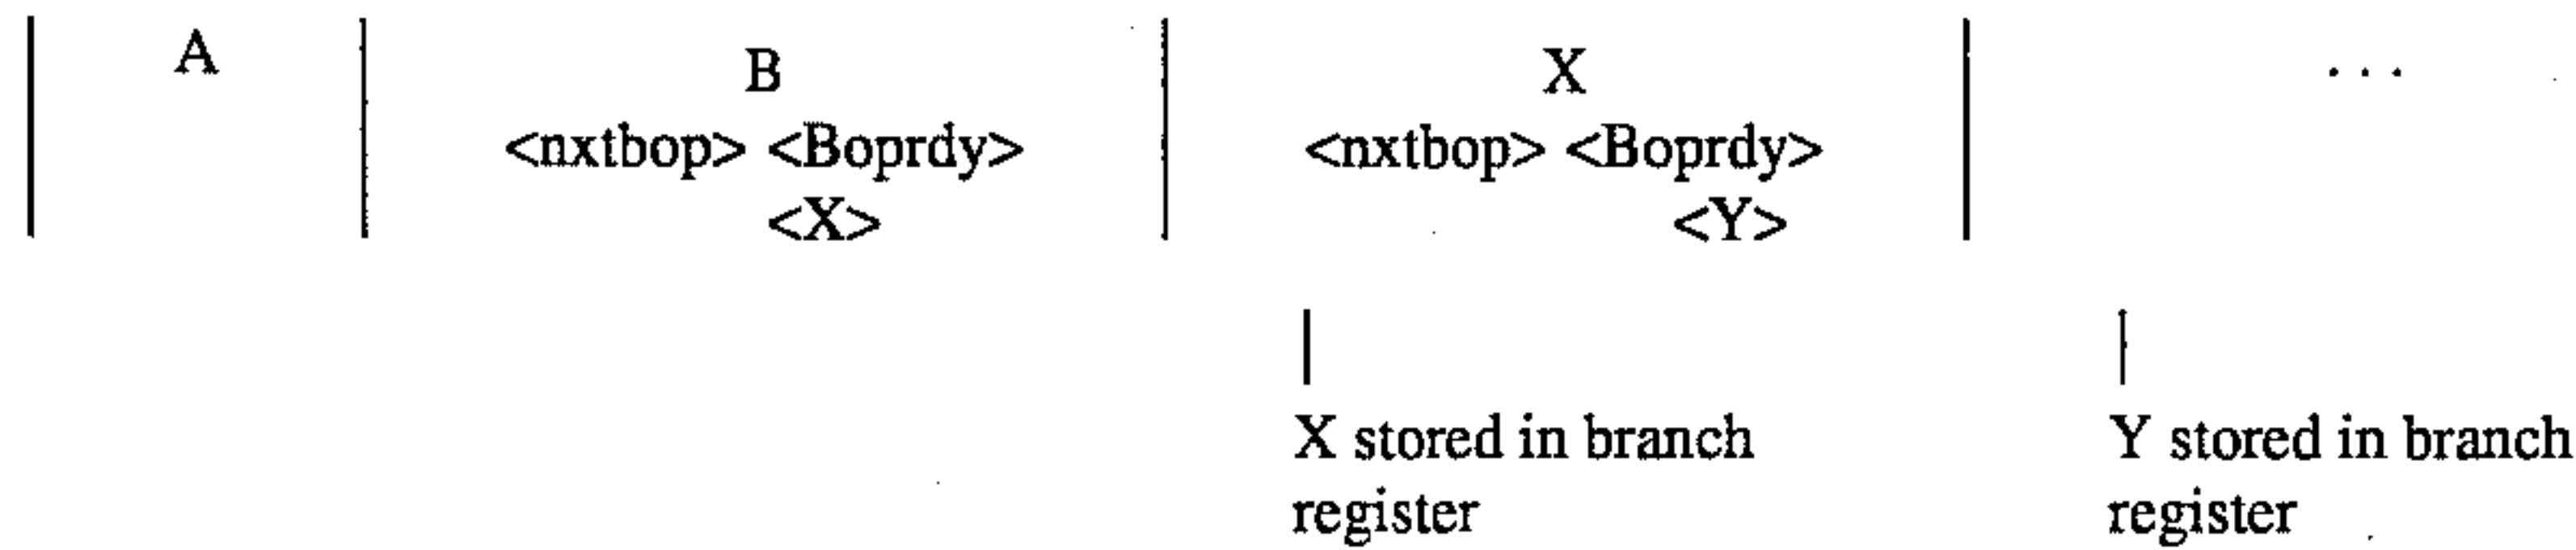 A B X . . .
<nxtbop> <Boprdy> <nxtbop> <Boprdy>
<X> <Y>
X stored in branch Y stored in branch
register register